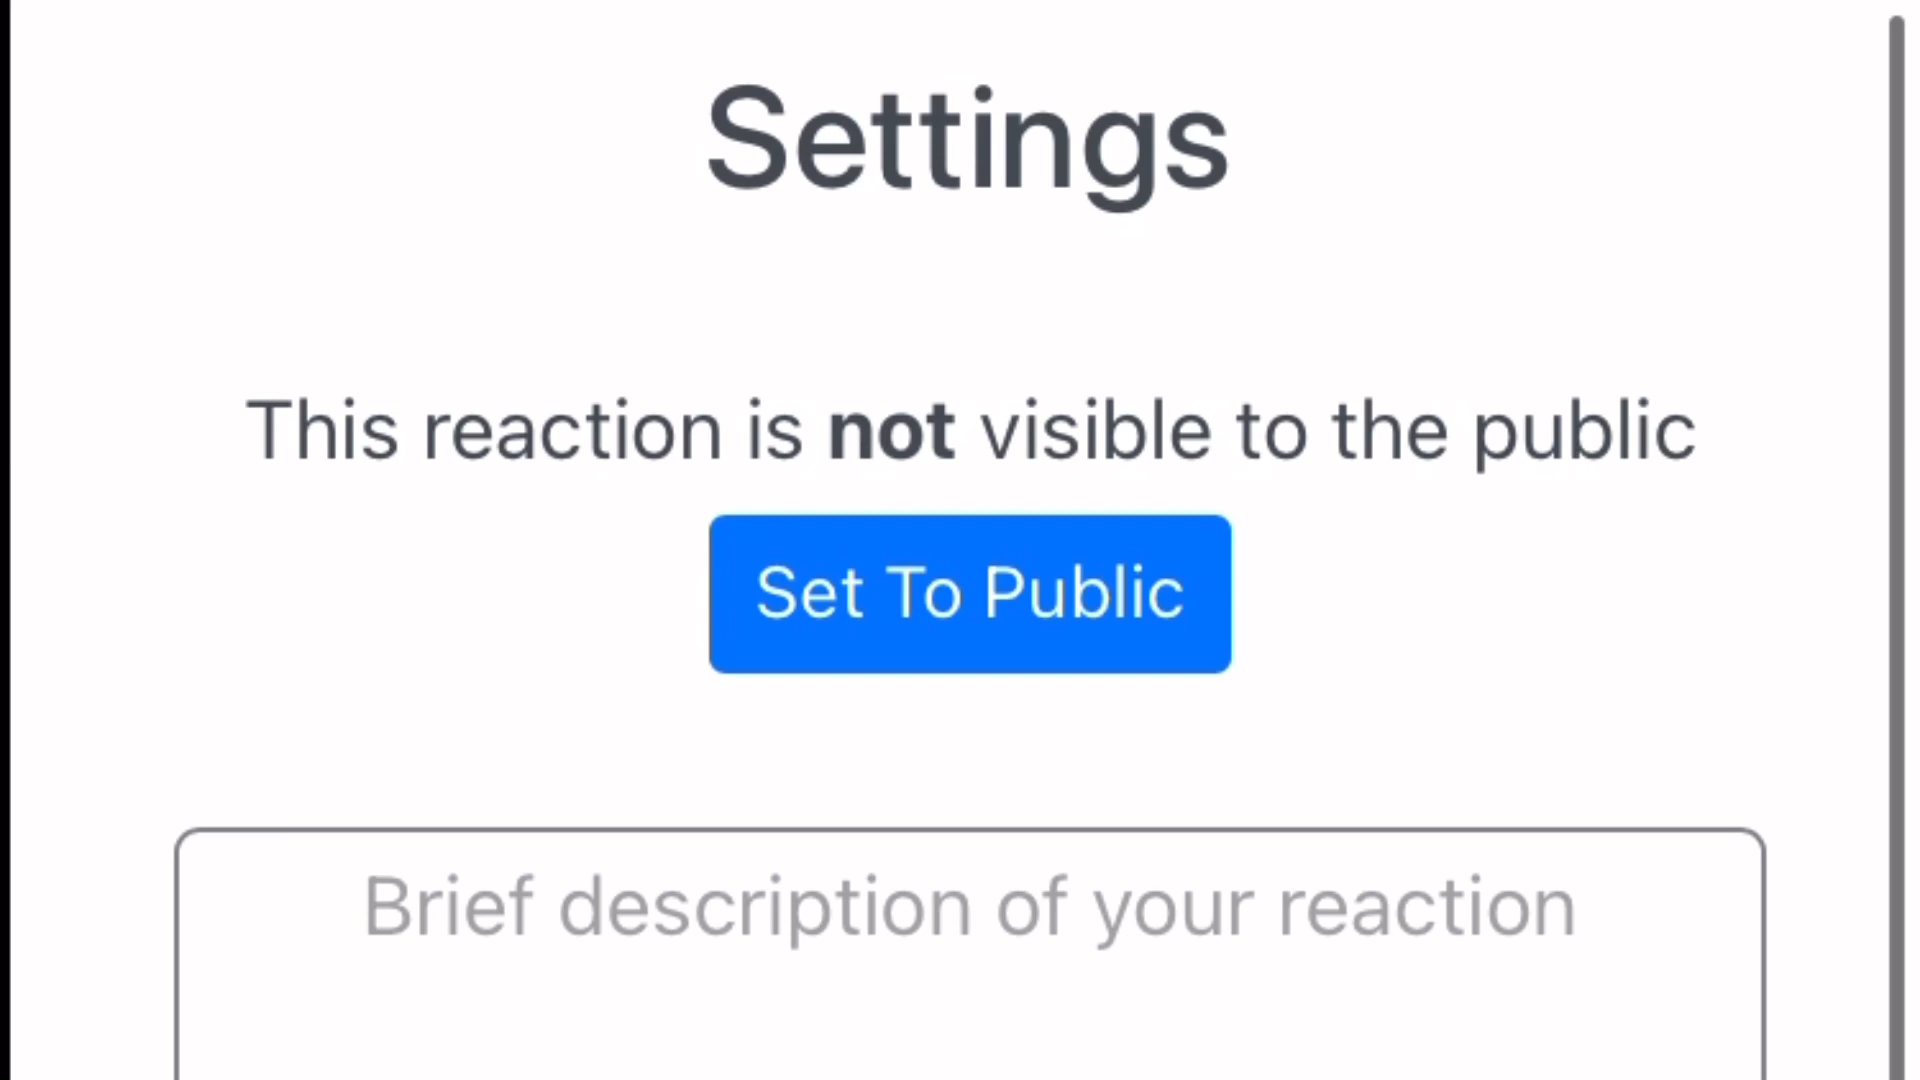 Settings
This reaction is not visible to the public
Set To Public
Brief description of your reaction